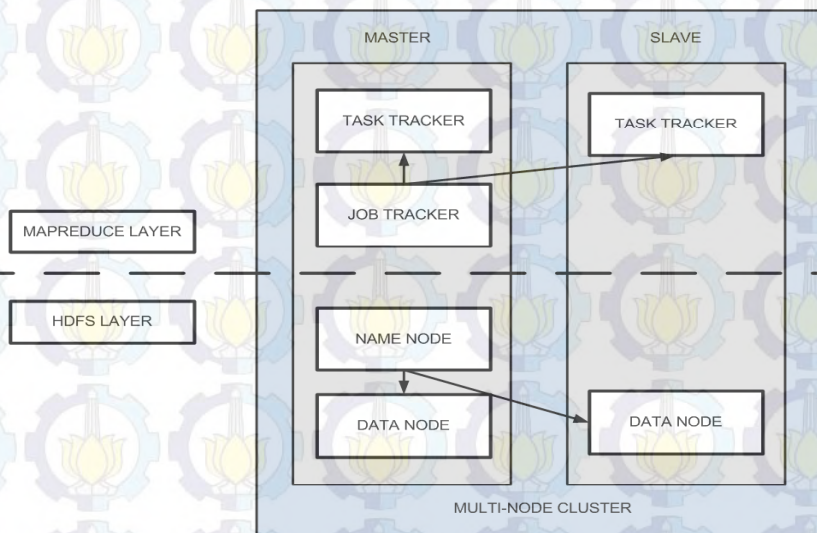 MASTER
SLAVE
TASK TRACKER
TASK TRACKER
JOB TRACKER
MAPREDUCE LAYER
HDFS LAYER
NAME NODE
DATA NODE
DATA NODE
MULTI-NODE CLUSTER